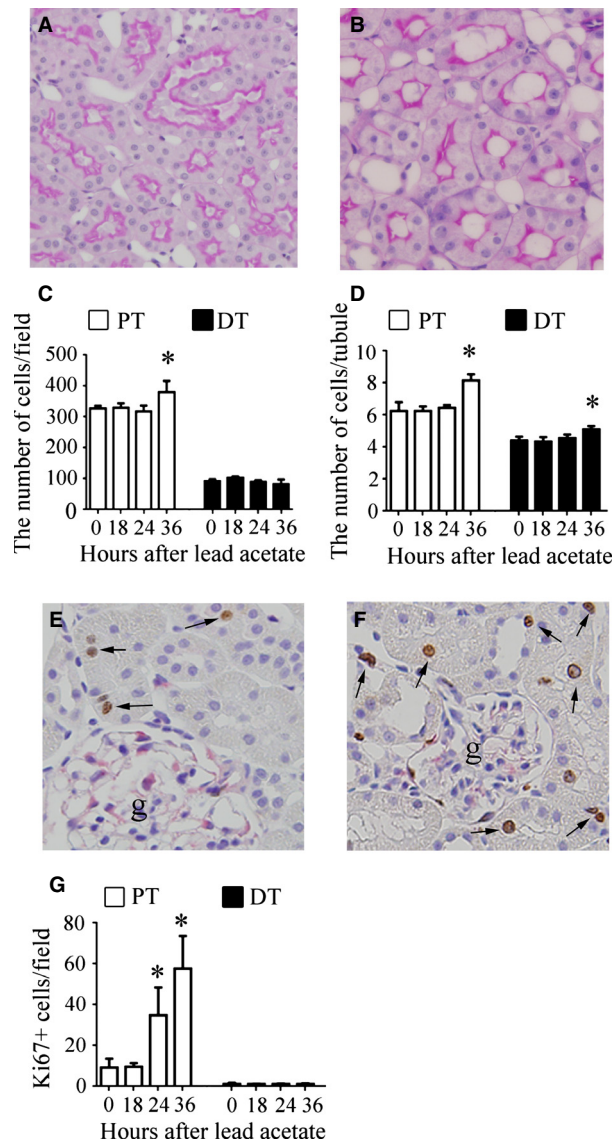 A
B
C
D
PT DT
PT DT
The number of cells/field
500
400
300
200
100
0
*
0 18 24 36
0 18 24 36
Hours after lead acetate
The number of cells/tubule
10
8
6
4
2
0
*
*
0 18 24 36
0 18 24 36
Hours after lead acetate
E
g
F
g
G
PT DT
Ki67+ cells/field
80
60
40
20
0
*
*
0 18 24 36
0 18 24 36
Hours after lead acetate